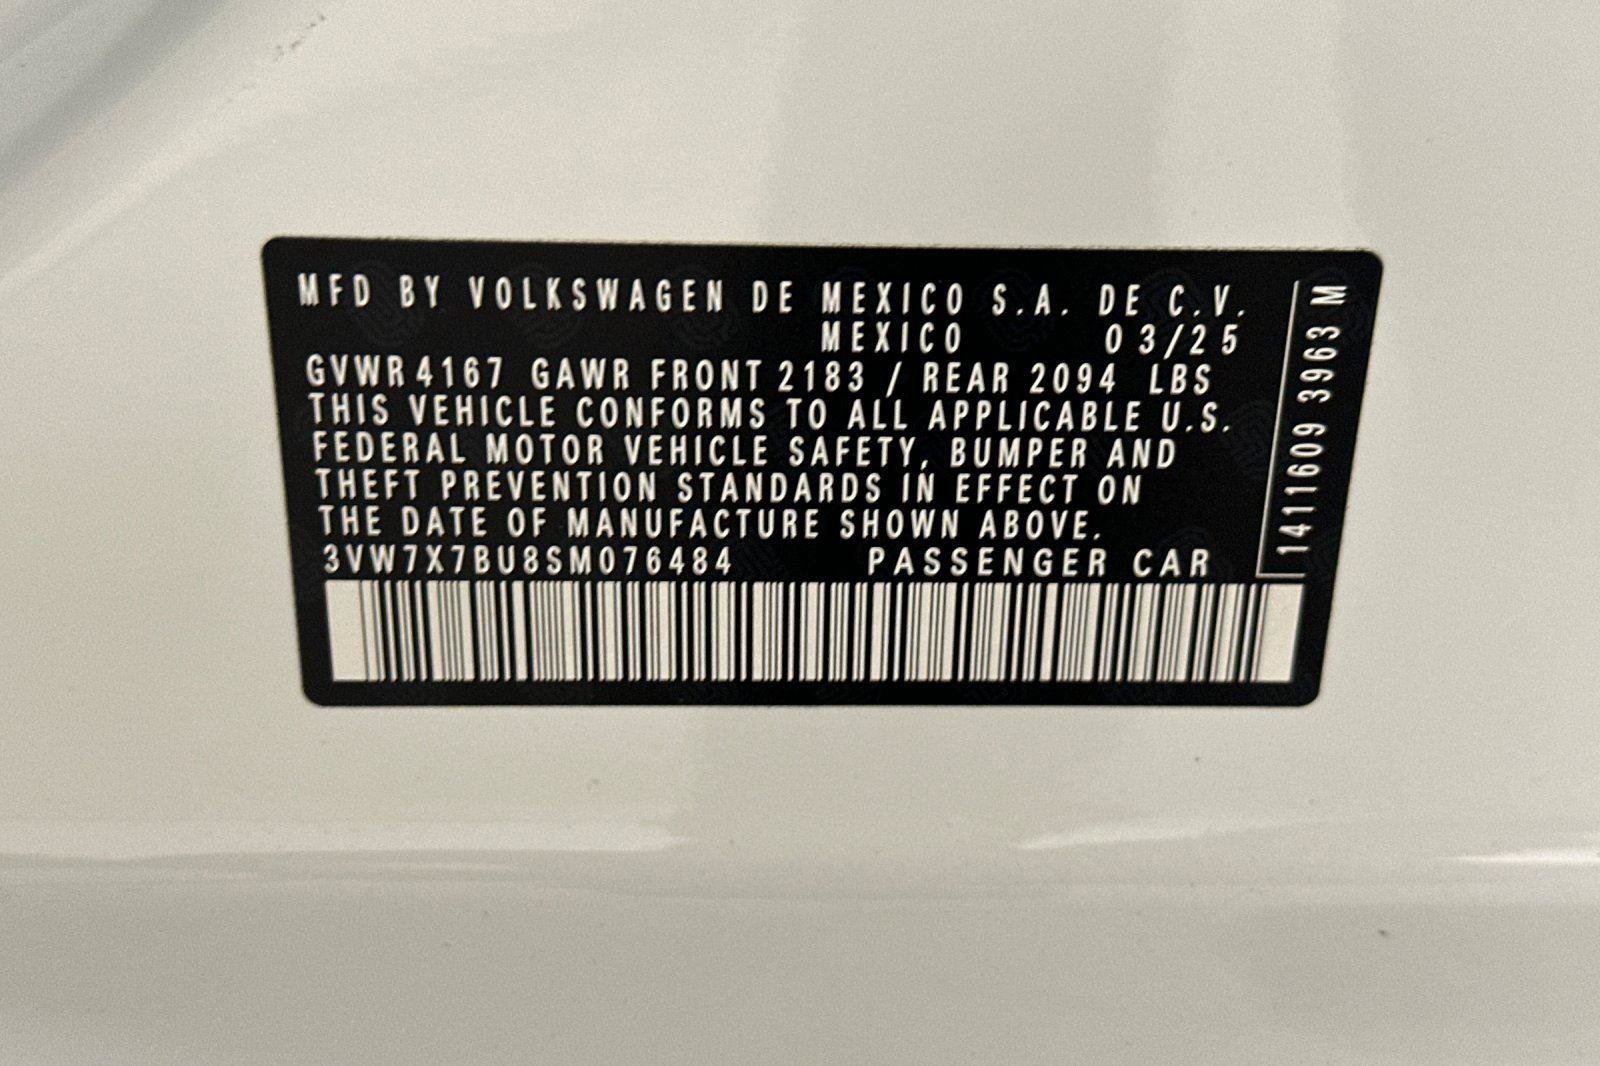 MFD BY VOLKSWAGEN DE MEXICO S.A. DE C.V.
MEXICO 03/25
GVWR 4167 GAWR FRONT 2183 / REAR 2094 LBS
THIS VEHICLE CONFORMS TO ALL APPLICABLE U.S.
FEDERAL MOTOR VEHICLE SAFETY, BUMPER AND
THEFT PREVENTION STANDARDS IN EFFECT ON
THE DATE OF MANUFACTURE SHOWN ABOVE.
3VW7X7BU8SM076484 PASSENGER CAR
1411609 3963 M